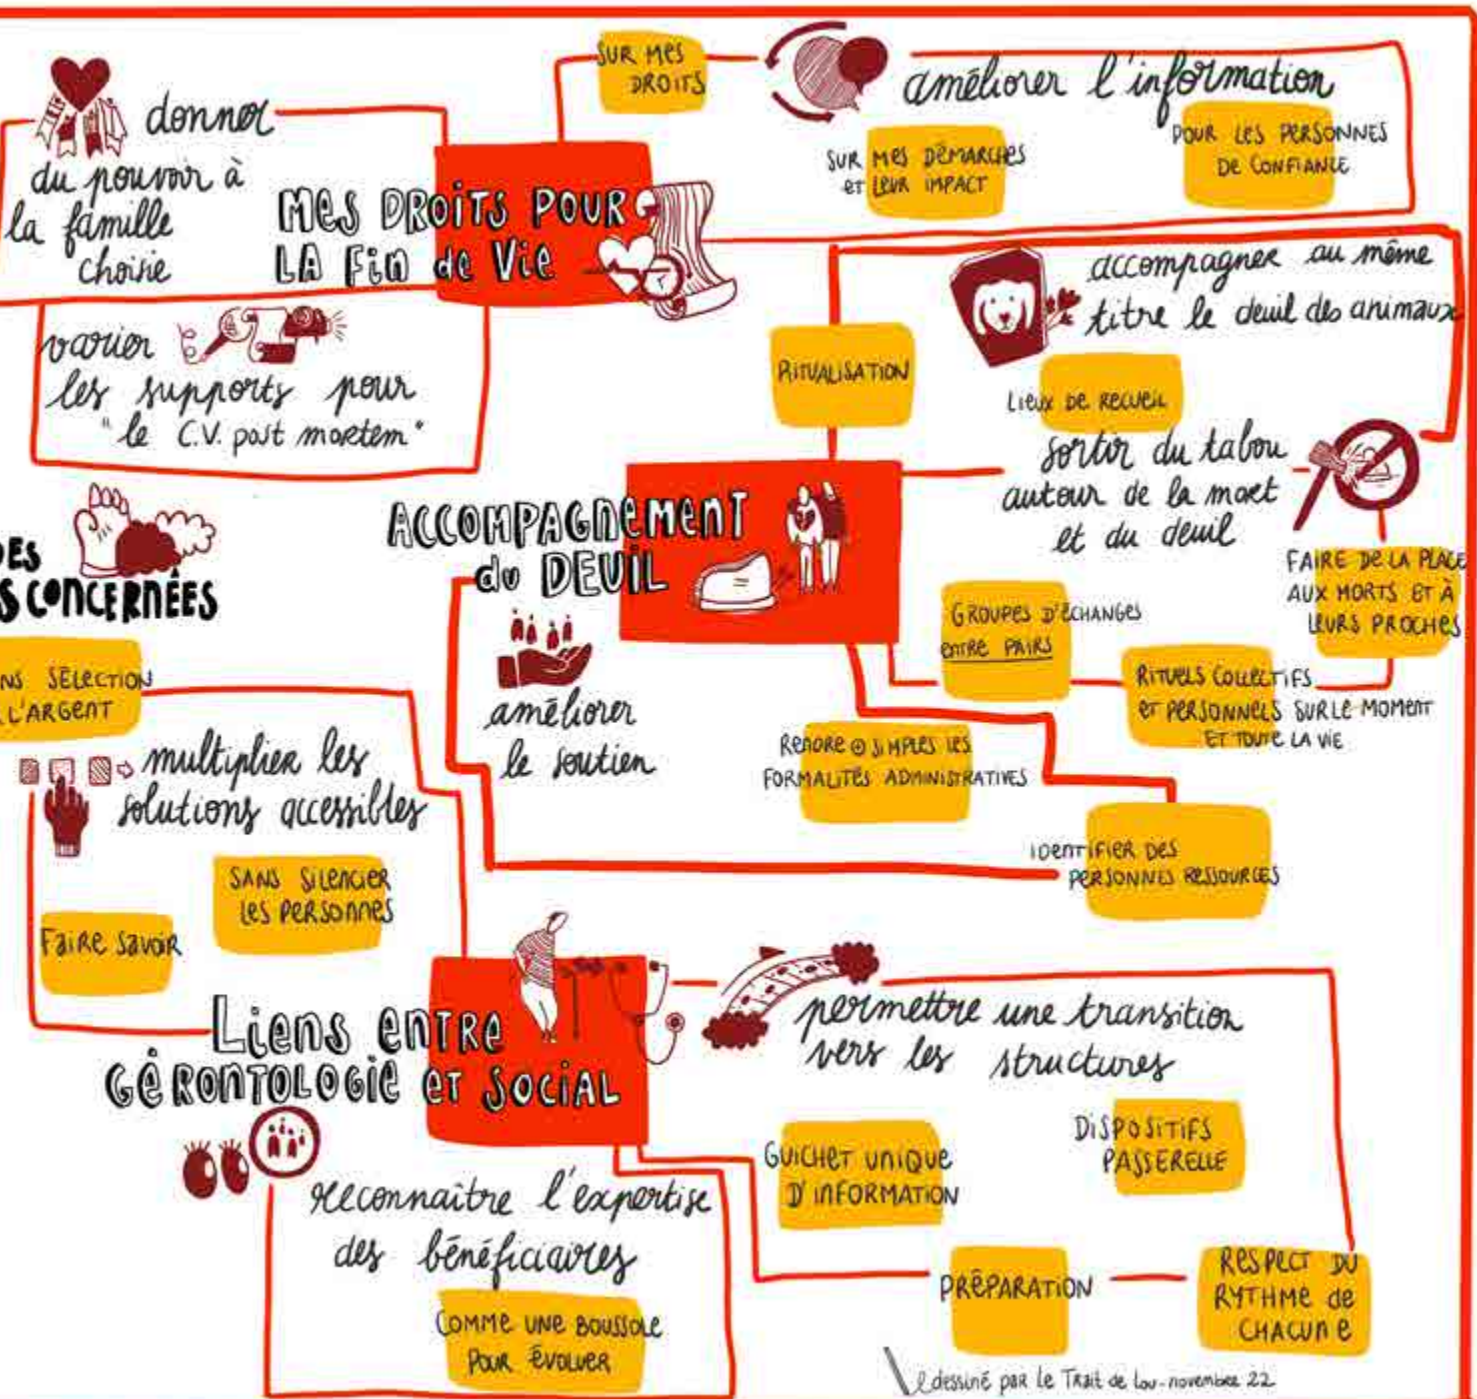 SUR MES
DROITS
améliorer l'information
SUR MES DÉMARCHES
ET LEUR IMPACT
POUR LES PERSONNES
DE CONFIANCE
donner
du pouvoir à
la famille
choisie
MES DROITS POUR
LA FIN de Vie
varier
les supports pour
"le C.V. post mortem"
accompagner au même
titre le deuil des animaux
RITUALISATION
LIEUX DE RECUEIL
sortir du tabou
autour de la mort
et du deuil
FAIRE DE LA PLACE
AUX MORTS ET À
LEURS PROCHES
ACCOMPAGNEMENT
du DEUIL
GROUPES D'ÉCHANGES
ENTRE PAIRS
RITUELS COLLECTIFS
ET PERSONNELS SUR LE MOMENT
ET TOUTE LA VIE
améliorer
le soutien
RENDRE + SIMPLES LES
FORMALITÉS ADMINISTRATIVES
IDENTIFIER DES
PERSONNES RESSOURCES
DES
S CONCERNÉES
NS SÉLECTION
L'ARGENT
multiplier les
solutions accessibles
SANS SILENCIER
LES PERSONNES
FAIRE SAVOIR
Liens ENTRE
GÉRONTOLOGIE ET SOCIAL
permettre une transition
vers les structures
GUICHET UNIQUE
D'INFORMATION
DISPOSITIFS
PASSERELLE
reconnaître l'expertise
des bénéficiaires
COMME UNE BOUSSOLE
POUR ÉVOLUER
PRÉPARATION
RESPECT DU
RYTHME de
CHACUNE
dessiné par Le Trait de Lou-novembre 22